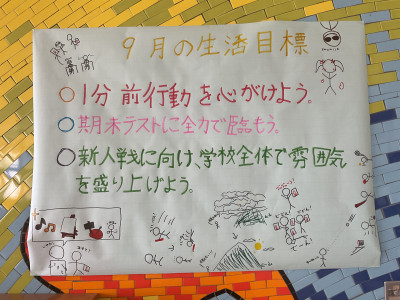 9月の生活目標
1分前行動を心がけよう。
期末テストに全力で臨もう。
新人戦に向け、学校全体で雰囲気
を盛り上げよう。